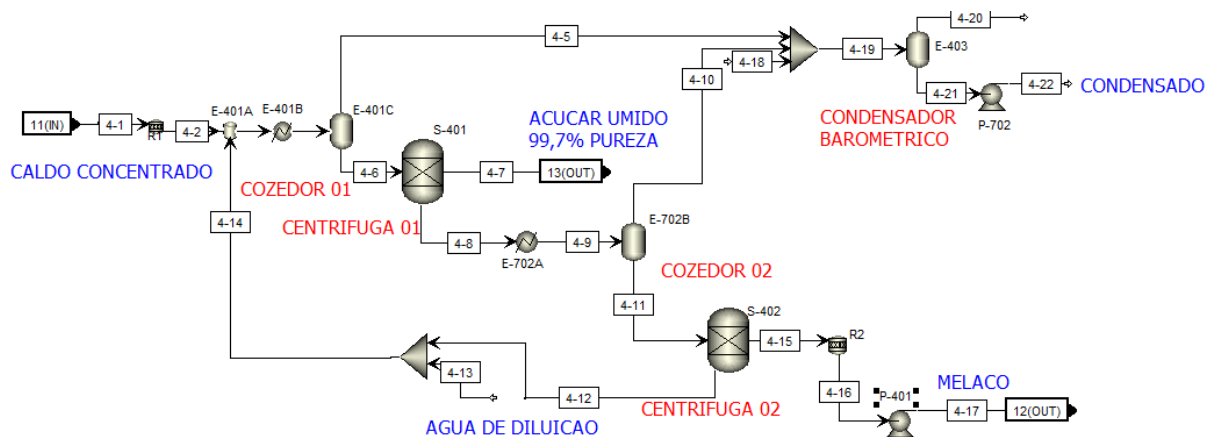 4-20
4-5
E-403
4-19
4-18
4-10
4-22
4-21
CONDENSADO
P-702
E-401A
E-401B
E-401C
11(IN)
4-1
R1
4-2
S-401
ACUCAR UMIDO
99,7% PUREZA
CONDENSADOR
BAROMETRICO
CALDO CONCENTRADO
4-6
4-7
13(OUT)
COZEDOR 01
4-14
CENTRIFUGA 01
E-702B
4-8
4-9
E-702A
COZEDOR 02
4-11
S-402
4-15
R2
4-13
4-16
P-401
MELACO
4-12
CENTRIFUGA 02
4-17
12(OUT)
AGUA DE DILUICAO